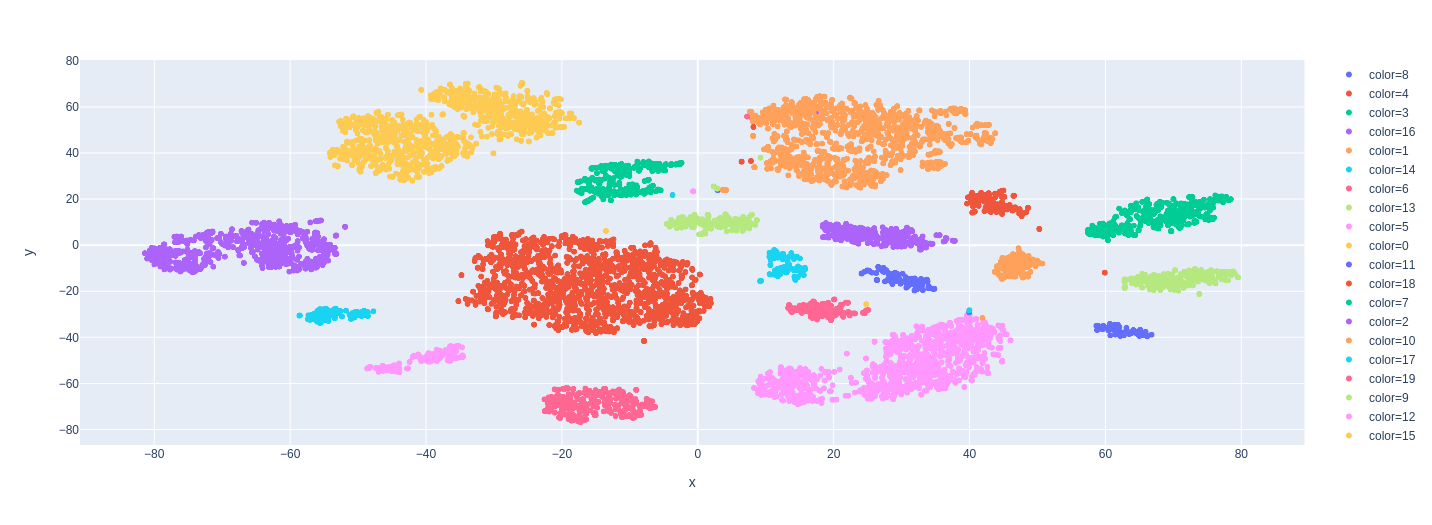 80
60
40
20
0
−20
−40
−60
−80
y
−80
−60
−40
−20
0
20
40
60
80
x
color=8
color=4
color=3
color=16
color=1
color=14
color=6
color=13
color=5
color=0
color=11
color=18
color=7
color=2
color=10
color=17
color=19
color=9
color=12
color=15